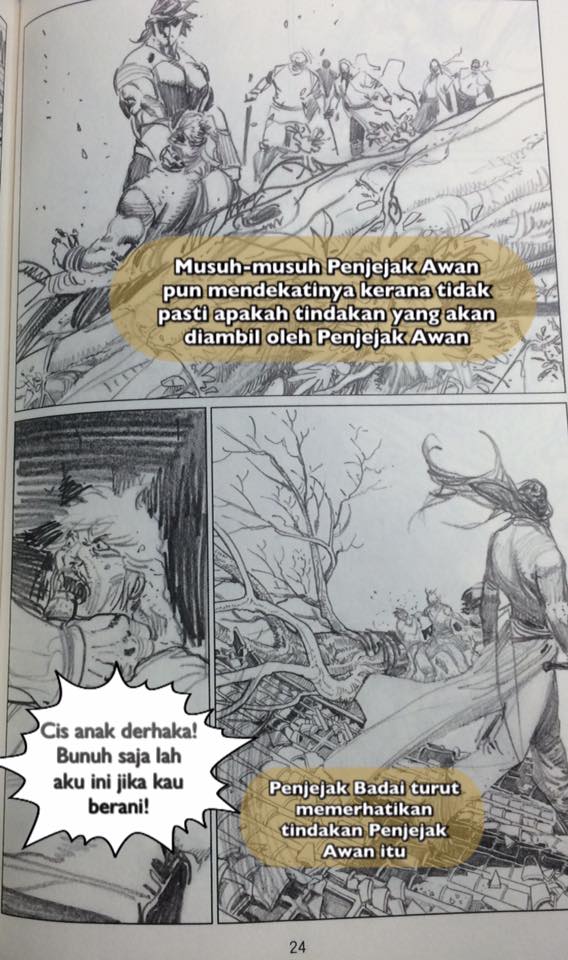 Musuh-musuh Penjejak Awan
pun mendekatinya kerana tidak
pasti apakah tindakan yang akan
diambil oleh Penjejak Awan
Cis anak derhaka!
Bunuh saja lah
aku ini jika kau
berani!
Penjejak Badai turut
memerhatikan
tindakan Penjejak
Awan itu
24